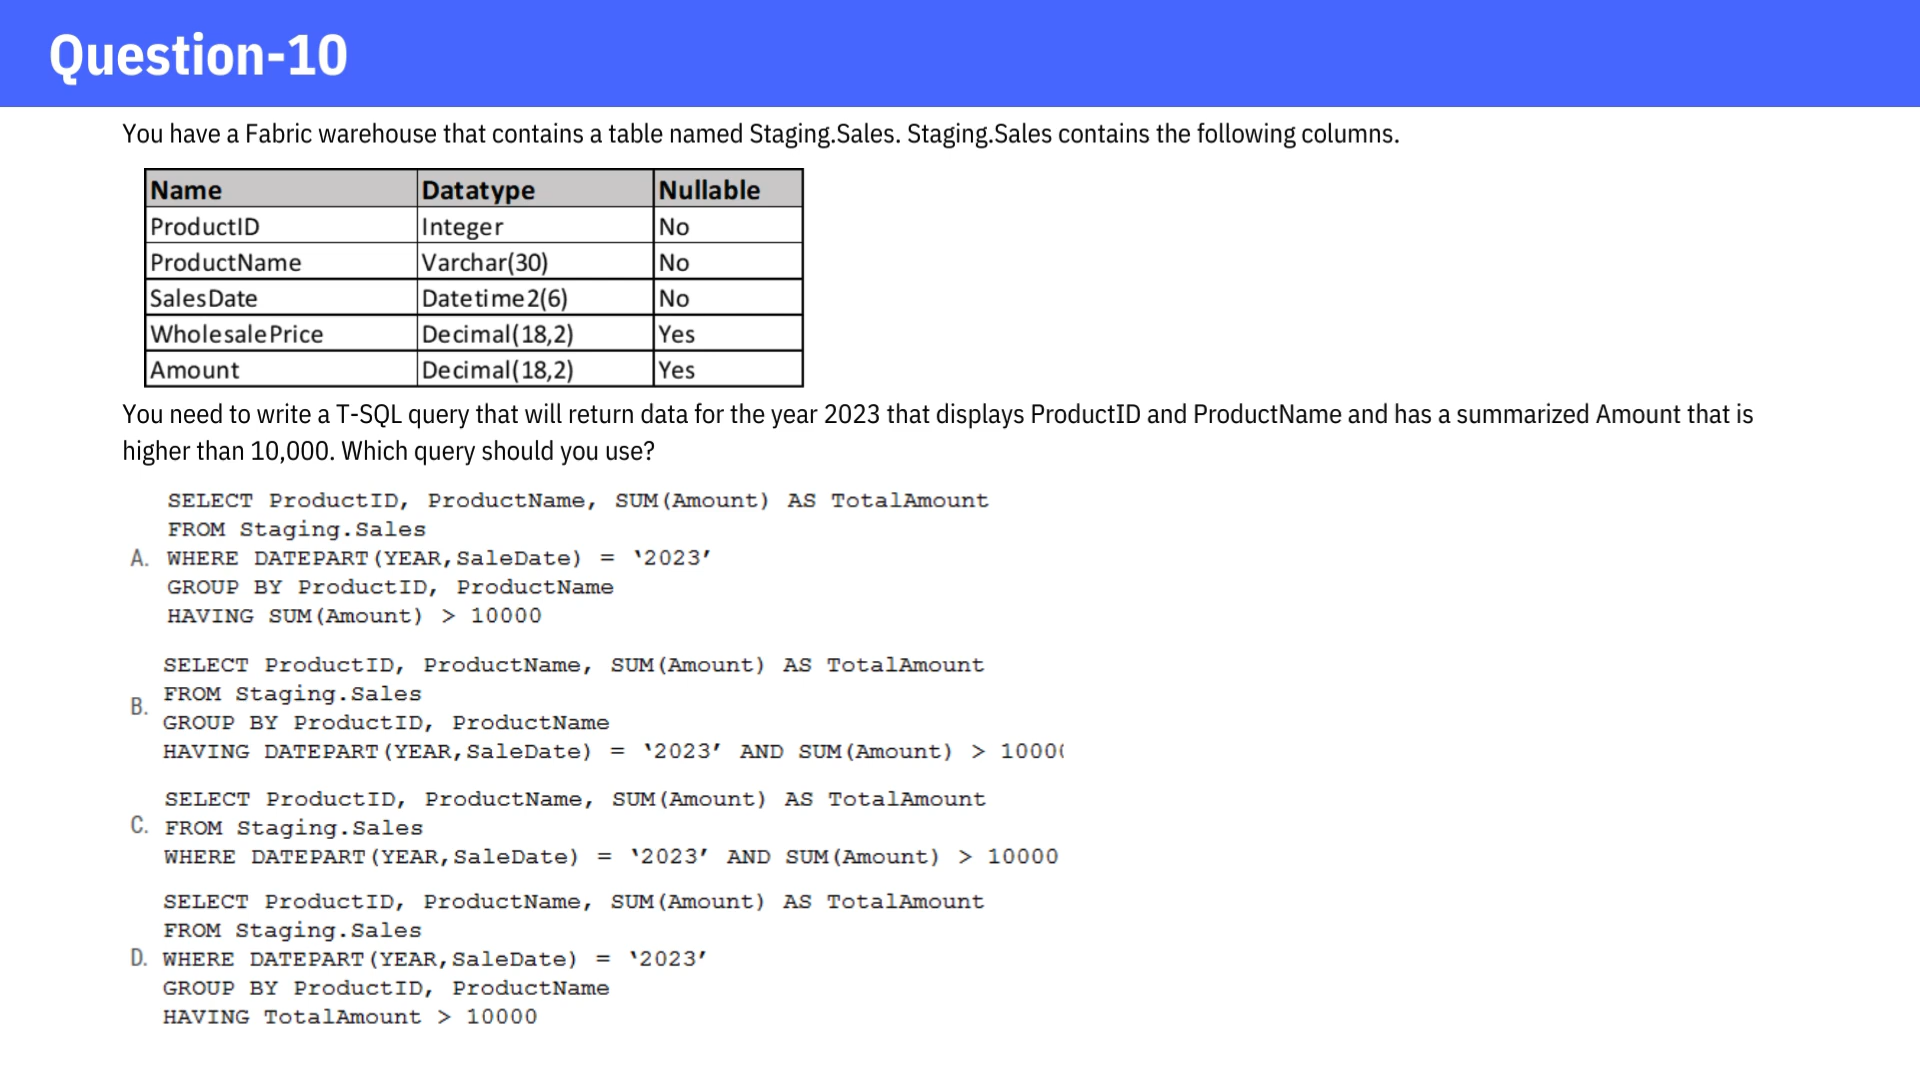 Question-10
You have a Fabric warehouse that contains a table named Staging.Sales. Staging.Sales contains the following columns.
Name Datatype Nullable
ProductID Integer No
ProductName Varchar(30) No
SalesDate Datetime2(6) No
WholesalePrice Decimal(18,2) Yes
Amount Decimal(18,2) Yes
You need to write a T-SQL query that will return data for the year 2023 that displays ProductID and ProductName and has a summarized Amount that is
higher than 10,000. Which query should you use?
SELECT ProductID, ProductName, SUM(Amount) AS TotalAmount
FROM Staging.Sales
A. WHERE DATEPART(YEAR,SaleDate) = ‘2023’
GROUP BY ProductID, ProductName
HAVING SUM(Amount) > 10000
SELECT ProductID, ProductName, SUM(Amount) AS TotalAmount
FROM Staging.Sales
B.
GROUP BY ProductID, ProductName
HAVING DATEPART(YEAR,SaleDate) = ‘2023’ AND SUM(Amount) > 1000
SELECT ProductID, ProductName, SUM(Amount) AS TotalAmount
C. FROM Staging.Sales
WHERE DATEPART(YEAR,SaleDate) = ‘2023’ AND SUM(Amount) > 10000
SELECT ProductID, ProductName, SUM(Amount) AS TotalAmount
FROM Staging.Sales
D. WHERE DATEPART(YEAR,SaleDate) = ‘2023’
GROUP BY ProductID, ProductName
HAVING TotalAmount > 10000